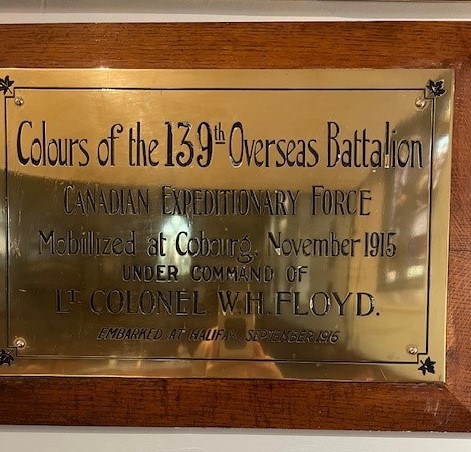 Colours of the 139th Overseas Battalion
CANADIAN EXPEDITIONARY FORCE
Mobillized at Cobourg, November 1915
UNDER COMMAND OF
LT. COLONEL W.H. FLOYD.
EMBARKED AT HALIFAX SEPTEMBER 1916